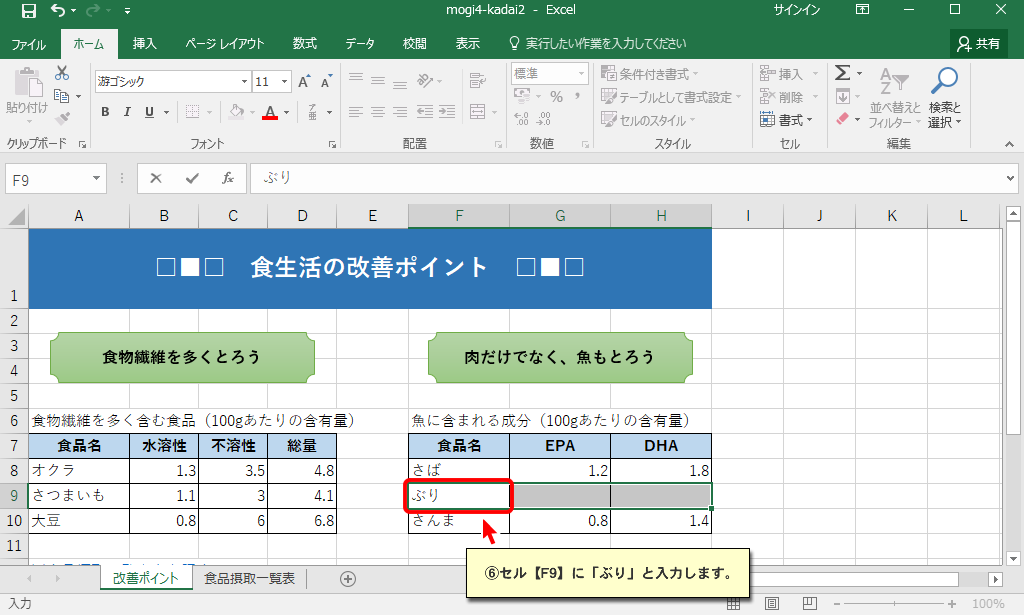 mogi4-kadai2 - Excel
サインイン
ファイル ホーム 挿入 ページ レイアウト 数式 データ 校閲 表示 実行したい作業を入力してください 共有
貼り付け
クリップボード
游ゴシック 11 A A
B I U A 亜
フォント
配置
標準
% ,
数値
条件付き書式
テーブルとして書式設定
セルのスタイル
スタイル
挿入
削除
書式
セル
Σ
並べ替えと
フィルター
検索と
選択
編集
F9 fx ぶり
A B C D E F G H I J K L
1 □■□ 食生活の改善ポイント □■□
2
3 食物繊維を多くとろう 肉だけでなく、魚もとろう
4
5
6 食物繊維を多く含む食品（100gあたりの含有量） 魚に含まれる成分（100gあたりの含有量）
7 食品名 水溶性 不溶性 総量 食品名 EPA DHA
8 オクラ 1.3 3.5 4.8 さば 1.2 1.8
9 さつまいも 1.1 3 4.1 ぶり
10 大豆 0.8 6 6.8 さんま 0.8 1.4
11
⑥セル【F9】に「ぶり」と入力します。
改善ポイント 食品摂取一覧表
入力 100%